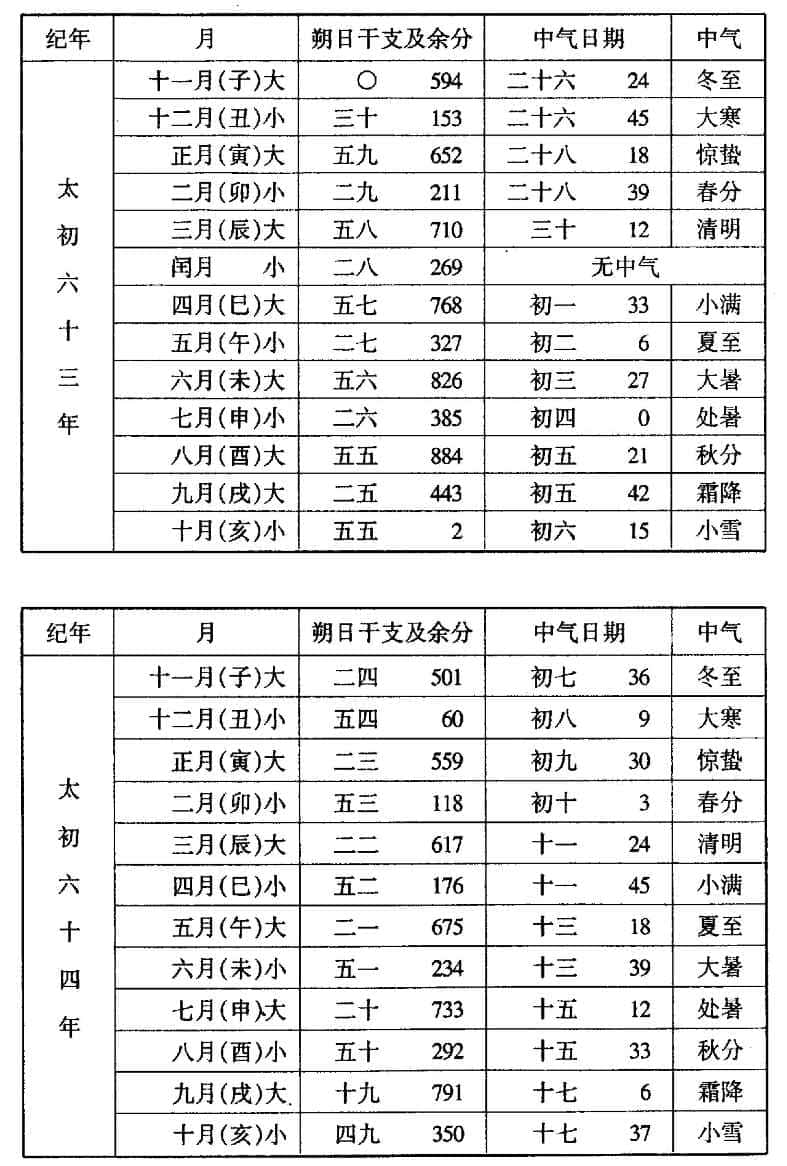 纪年 月 朔日干支及余分 中气日期 中气
太初六十三年
十一月(子)大 〇 594 二十六 24 冬至
十二月(丑)小 三十 153 二十六 45 大寒
正月(寅)大 五九 652 二十八 18 惊蛰
二月(卯)小 二九 211 二十八 39 春分
三月(辰)大 五八 710 三十 12 清明
闰月 小 二八 269 无中气
四月(巳)大 五七 768 初一 33 小满
五月(午)小 二七 327 初二 6 夏至
六月(未)大 五六 826 初三 27 大暑
七月(申)小 二六 385 初四 0 处暑
八月(酉)大 五五 884 初五 21 秋分
九月(戌)大 二五 443 初五 42 霜降
十月(亥)小 五五 2 初六 15 小雪
纪年 月 朔日干支及余分 中气日期 中气
太初六十四年
十一月(子)大 二四 501 初七 36 冬至
十二月(丑)小 五四 60 初八 9 大寒
正月(寅)大 二三 559 初九 30 惊蛰
二月(卯)小 五三 118 初十 3 春分
三月(辰)大 二二 617 十一 24 清明
四月(巳)小 五二 176 十一 45 小满
五月(午)大 二一 675 十三 18 夏至
六月(未)小 五一 234 十三 39 大暑
七月(申)大 二十 733 十五 12 处暑
八月(酉)小 五十 292 十五 33 秋分
九月(戌)大 十九 791 十七 6 霜降
十月(亥)小 四九 350 十七 37 小雪